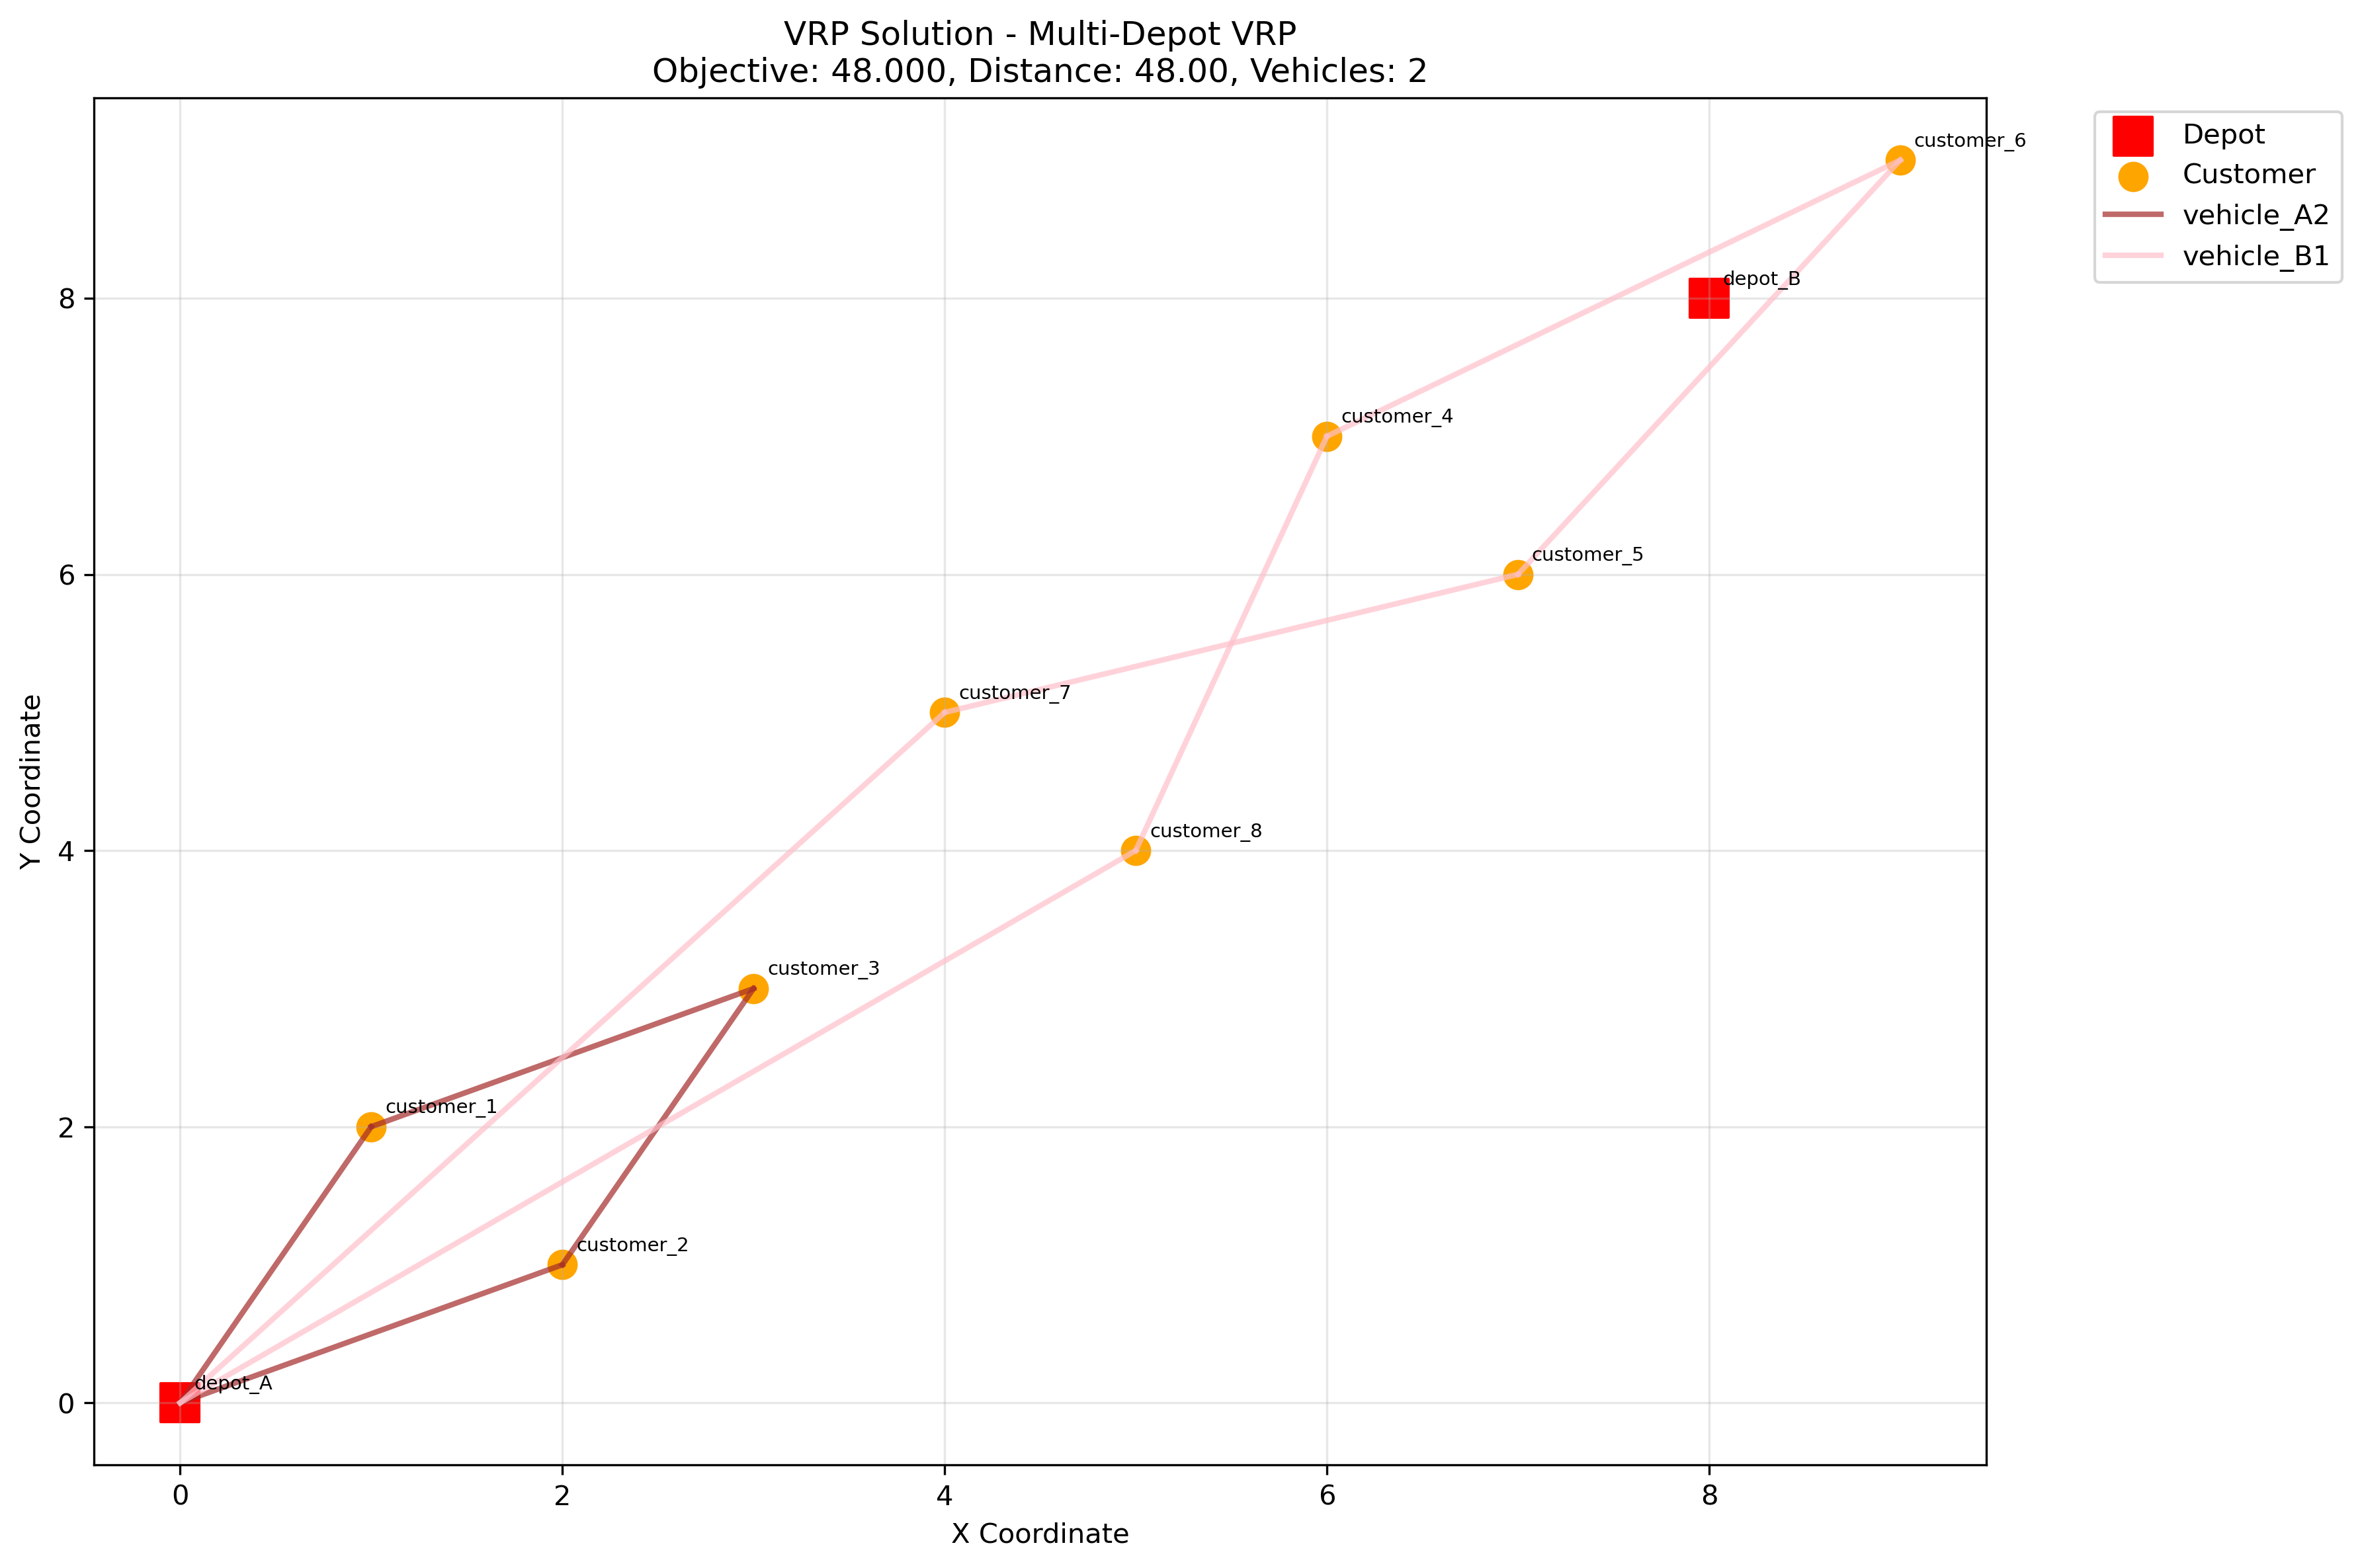 VRP Solution - Multi-Depot VRP
Objective: 48.000, Distance: 48.00, Vehicles: 2
customer_6
Depot
Customer
vehicle_A2
vehicle_B1
depot_B
8
customer_4
customer_5
6
customer_7
Y Coordinate
customer_8
4
customer_3
customer_1
2
customer_2
depot_A
0
0 2 4 6 8
X Coordinate